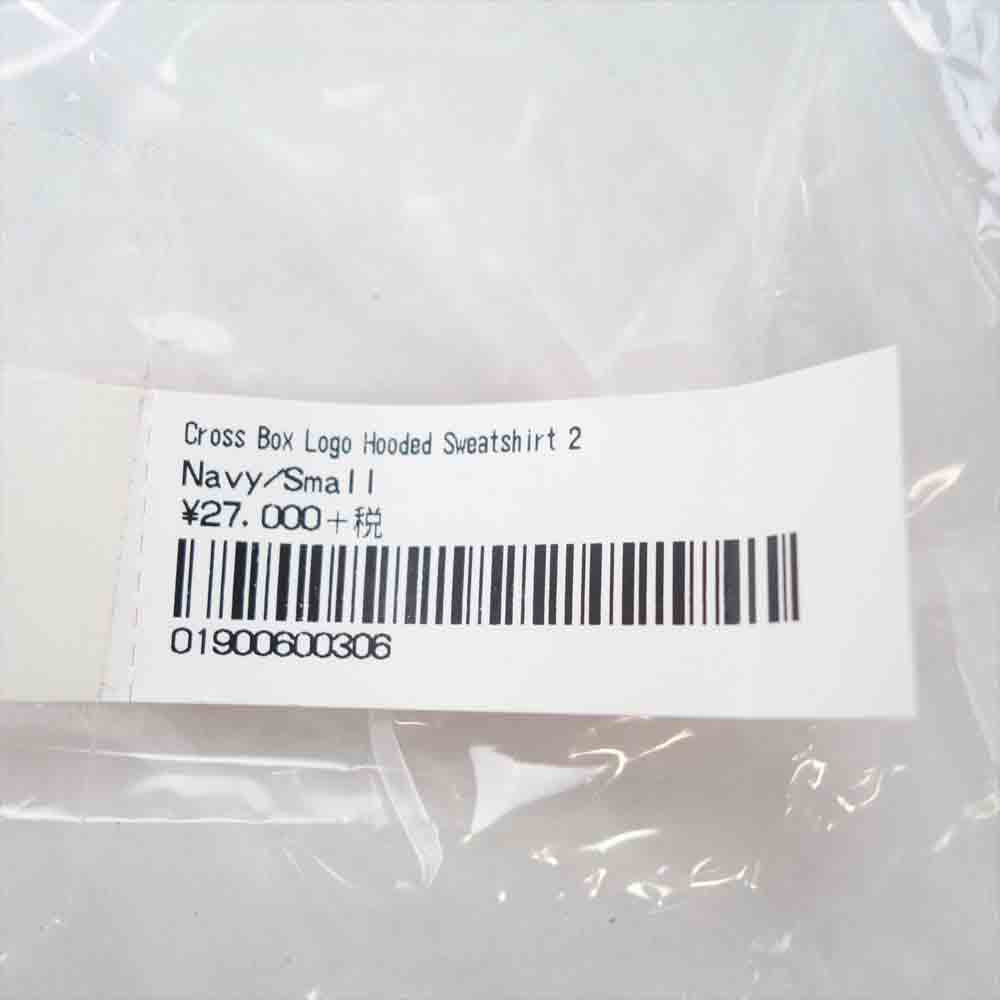 Cross Box Logo Hooded Sweatshirt 2
Navy/Small
¥27.000+税
01900600306